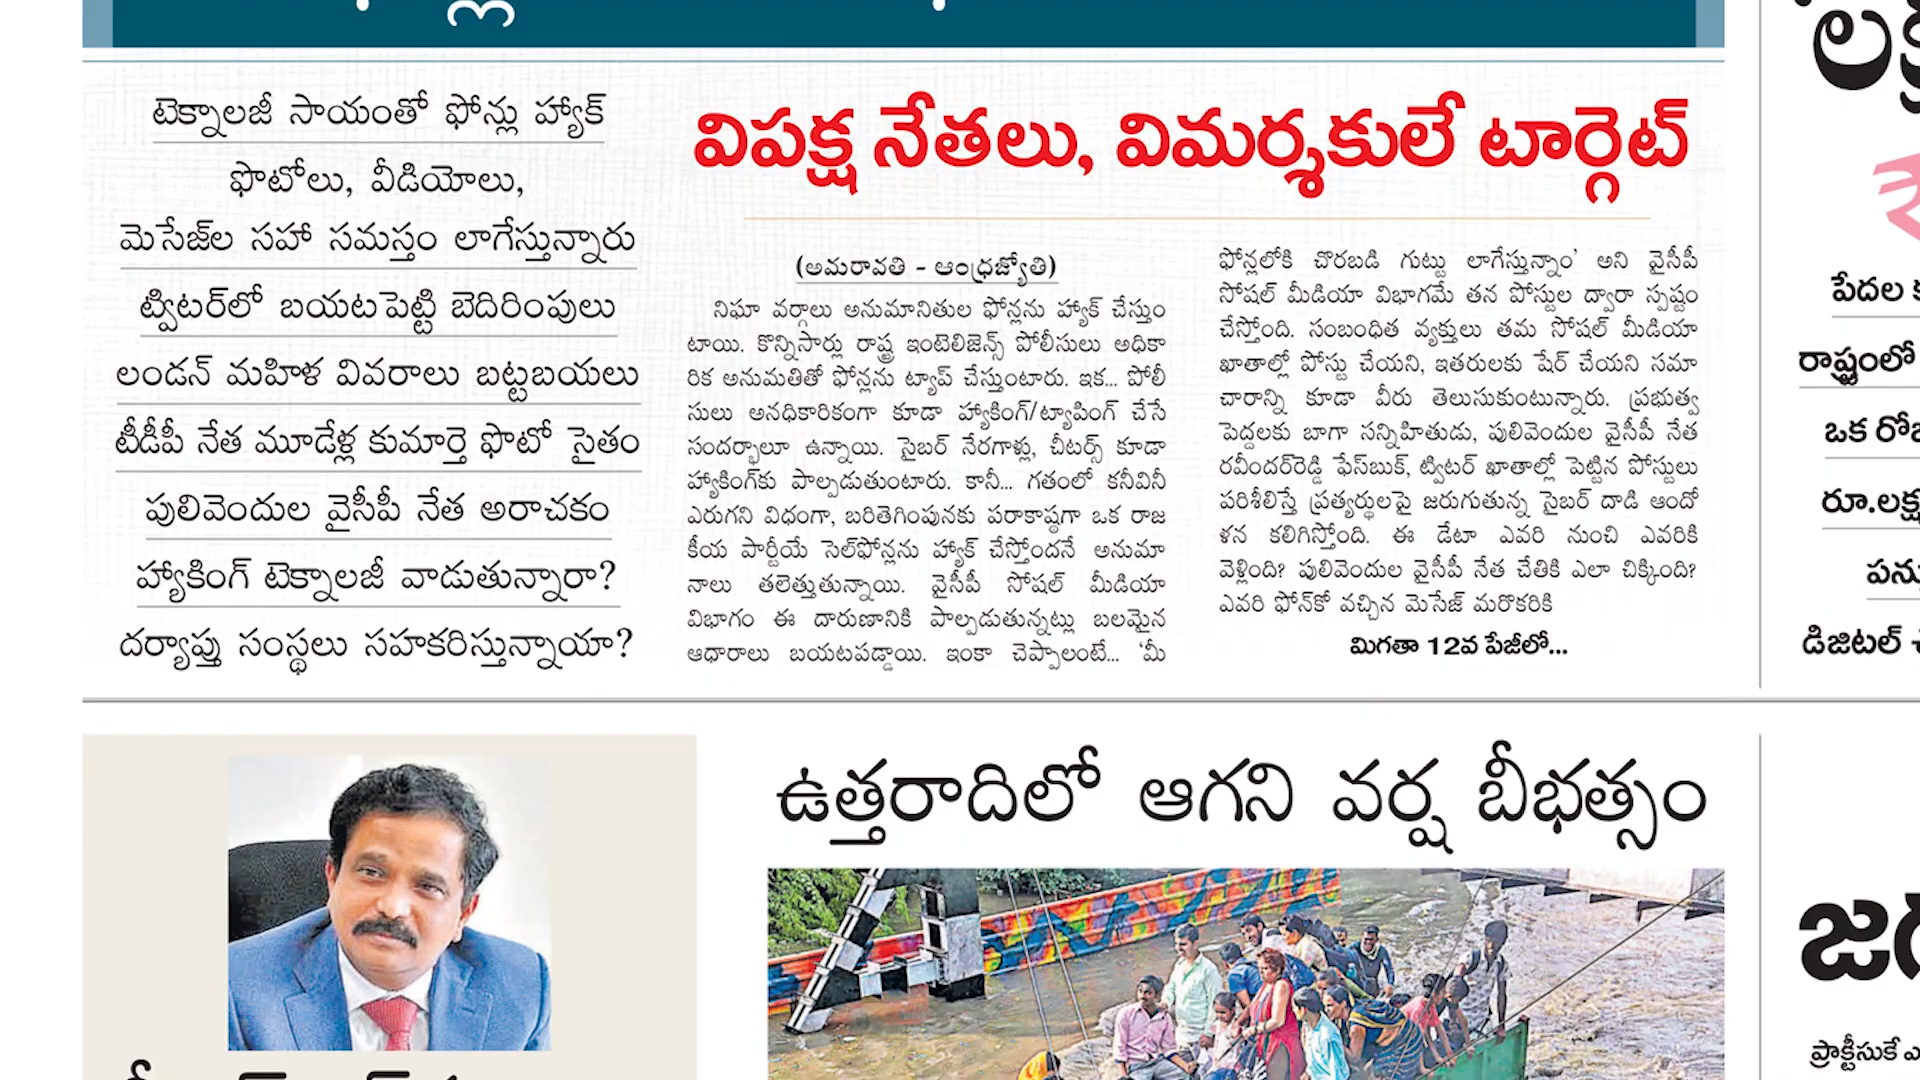 టెక్నాలజీ సాయంతో ఫోన్లు హ్యాక్
ఫొటోలు, వీడియోలు,
మెసేజ్‌ల సహా సమస్తం లాగేస్తున్నారు
ట్విటర్‌లో బయటపెట్టి బెదిరింపులు
లండన్ మహిళ వివరాలు బట్టబయలు
టీడీపీ నేత మూడేళ్ల కుమార్తె ఫొటో సైతం
పులివెందుల వైసీపీ నేత అరాచకం
హ్యాకింగ్ టెక్నాలజీ వాడుతున్నారా?
దర్యాప్తు సంస్థలు సహకరిస్తున్నాయా?
విపక్ష నేతలు, విమర్శకులే టార్గెట్
(అమరావతి - ఆంధ్రజ్యోతి)
నిఘా వర్గాలు అనుమానితుల ఫోన్లను హ్యాక్ చేస్తుం
టాయి. కొన్నిసార్లు రాష్ట్ర ఇంటెలిజెన్స్ పోలీసులు అధికా
రిక అనుమతితో ఫోన్లను ట్యాప్ చేస్తుంటారు. ఇక... పోలీ
సులు అనధికారికంగా కూడా హ్యాకింగ్/ట్యాపింగ్ చేసే
సందర్భాలూ ఉన్నాయి. సైబర్ నేరగాళ్లు, చీటర్స్ కూడా
హ్యాకింగ్‌కు పాల్పడుతుంటారు. కానీ... గతంలో కనీవినీ
ఎరుగని విధంగా, బరితెగింపునకు పరాకాష్ఠగా ఒక రాజ
కీయ పార్టీయే సెల్‌ఫోన్లను హ్యాక్ చేస్తోందనే అనుమా
నాలు తలెత్తుతున్నాయి. వైసీపీ సోషల్ మీడియా
విభాగం ఈ దారుణానికి పాల్పడుతున్నట్లు బలమైన
ఆధారాలు బయటపడ్డాయి. ఇంకా చెప్పాలంటే... ‘మీ
ఫోన్లలోకి చొరబడి గుట్టు లాగేస్తున్నాం’ అని వైసీపీ
సోషల్ మీడియా విభాగమే తన పోస్టుల ద్వారా స్పష్టం
చేస్తోంది. సంబంధిత వ్యక్తులు తమ సోషల్ మీడియా
ఖాతాల్లో పోస్టు చేయని, ఇతరులకు షేర్ చేయని సమా
చారాన్ని కూడా వీరు తెలుసుకుంటున్నారు. ప్రభుత్వ
పెద్దలకు బాగా సన్నిహితుడు, పులివెందుల వైసీపీ నేత
రవీందర్‌రెడ్డి ఫేస్‌బుక్, ట్విటర్ ఖాతాల్లో పెట్టిన పోస్టులు
పరిశీలిస్తే ప్రత్యర్థులపై జరుగుతున్న సైబర్ దాడి ఆందో
ళన కలిగిస్తోంది. ఈ డేటా ఎవరి నుంచి ఎవరికి
వెళ్లింది? పులివెందుల వైసీపీ నేత చేతికి ఎలా చిక్కింది?
ఎవరి ఫోన్‌కో వచ్చిన మెసేజ్ మరొకరికి
మిగతా 12వ పేజీలో...
ఉత్తరాదిలో ఆగని వర్ష బీభత్సం
పేదల
రాష్ట్రంలో
ఒక
డిజిటల్